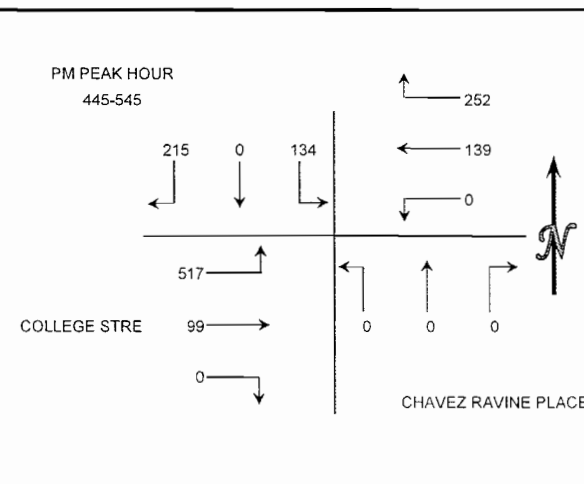 PM PEAK HOUR
445-545
252
215 0 134
139
0
N
517
COLLEGE STRE 99
0 0 0
0
CHAVEZ RAVINE PLACE